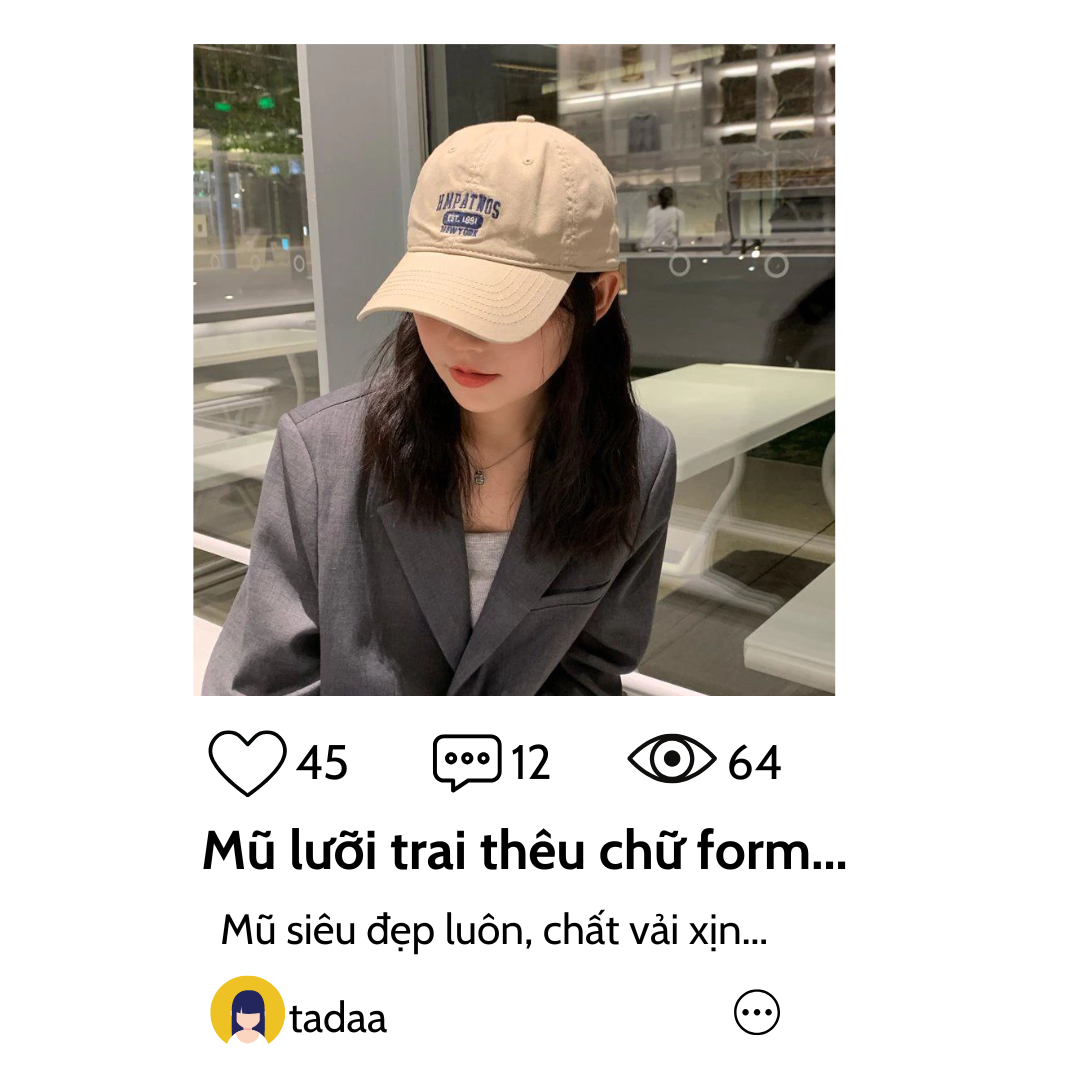 HMPATNOS
EST. 1991
NEWYORK
45 12 64
Mũ lưỡi trai thêu chữ form...
Mũ siêu đẹp luôn, chất vải xịn...
tadaa